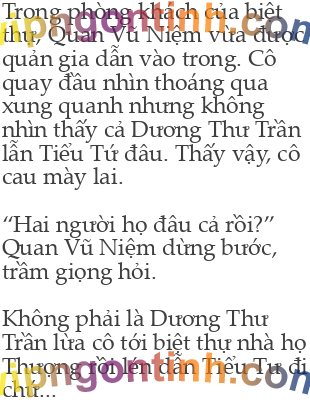 Trong phòng khách của biệt
thự, Quan Vũ Niệm vừa được
quản gia dẫn vào trong. Cô
quay đầu nhìn thoáng qua
xung quanh nhưng không
nhìn thấy cả Dương Thư Trần
lẫn Tiểu Tứ đâu. Thấy vậy, cô
cau mày lai.
“Hai người họ đâu cả rồi?”
Quan Vũ Niệm dừng bước,
trầm giọng hỏi.
Không phải là Dương Thư
Trần lừa cô tới biệt thự nhà họ
Thượng rồi lén dẫn Tiểu Tứ đi
chứ...
vungontinh.com
vungontinh.com